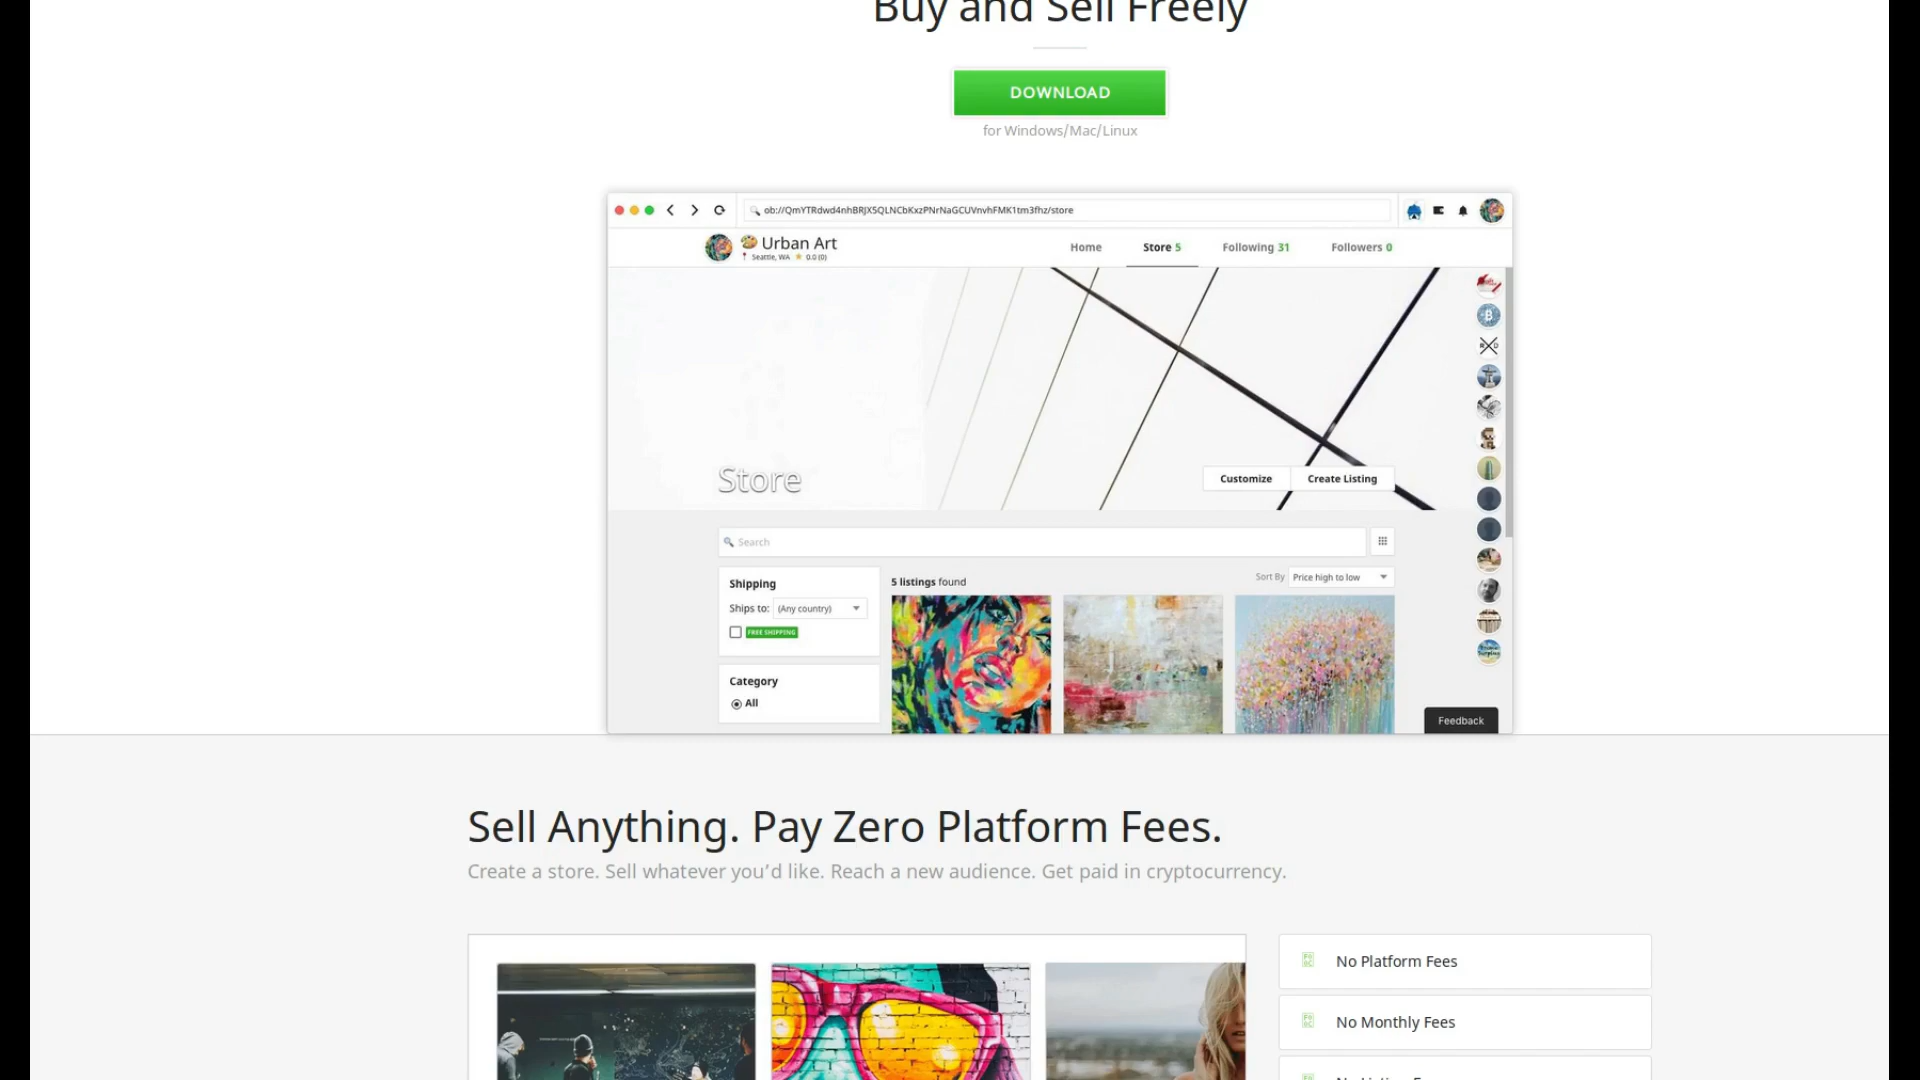 Buy and Sell Freely
DOWNLOAD
for Windows/Mac/Linux
ob://QmYTRdwd4nhBRJX5QLNCbKxzPNrNaGCUVnvhFMK1tm3fhz/store
Urban Art
Seattle, WA 0.0 (0)
Home Store 5 Following 31 Followers 0
Store
Customize Create Listing
Search
Shipping
Ships to: (Any country)
FREE SHIPPING
5 listings found
Sort By Price high to low
Category
All
Feedback
Sell Anything. Pay Zero Platform Fees.
Create a store. Sell whatever you’d like. Reach a new audience. Get paid in cryptocurrency.
No Platform Fees
No Monthly Fees